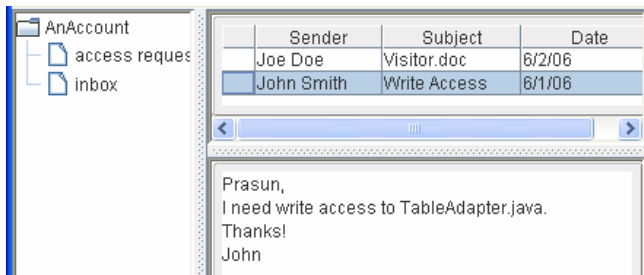 AnAccount
access reques
inbox
Sender Subject Date
Joe Doe Visitor.doc 6/2/06
John Smith Write Access 6/1/06
Prasun,
I need write access to TableAdapter.java.
Thanks!
John